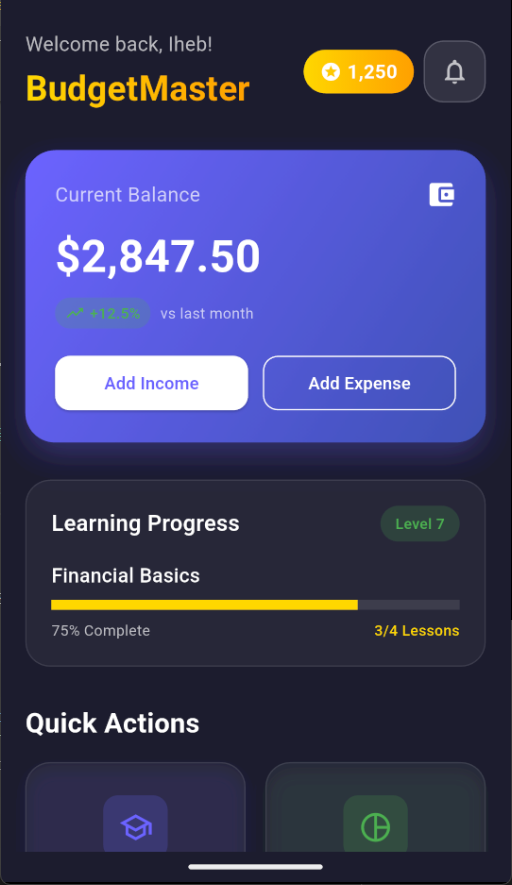 Welcome back, Iheb!
BudgetMaster
1,250
Current Balance
$2,847.50
+12.5% vs last month
Add Income
Add Expense
Learning Progress
Level 7
Financial Basics
75% Complete
3/4 Lessons
Quick Actions